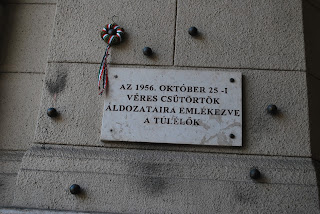 AZ 1956. OKTÓBER 25 -I
VÉRES CSÜTÖRTÖK
ÁLDOZATAIRA EMLÉKEZVE
A TÚLÉLŐK